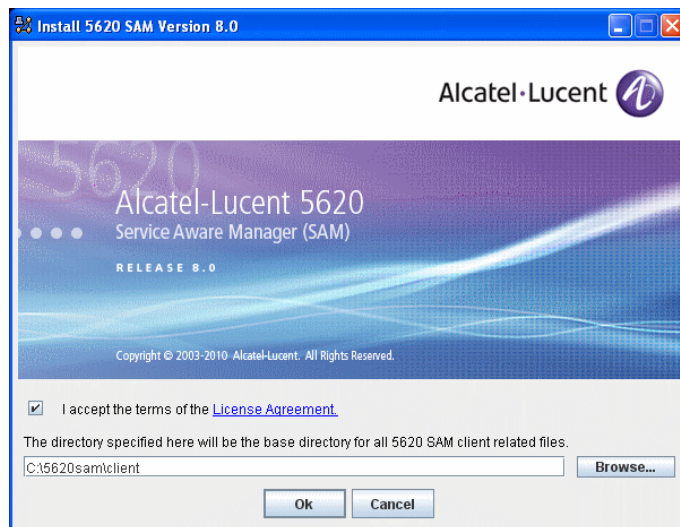 Install 5620 SAM Version 8.0
Alcatel·Lucent
5620
Alcatel-Lucent 5620
Service Aware Manager (SAM)
RELEASE 8.0
Copyright © 2003-2010 Alcatel-Lucent. All Rights Reserved.
I accept the terms of the License Agreement.
The directory specified here will be the base directory for all 5620 SAM client related files.
C:\5620sam\client
Browse...
Ok
Cancel